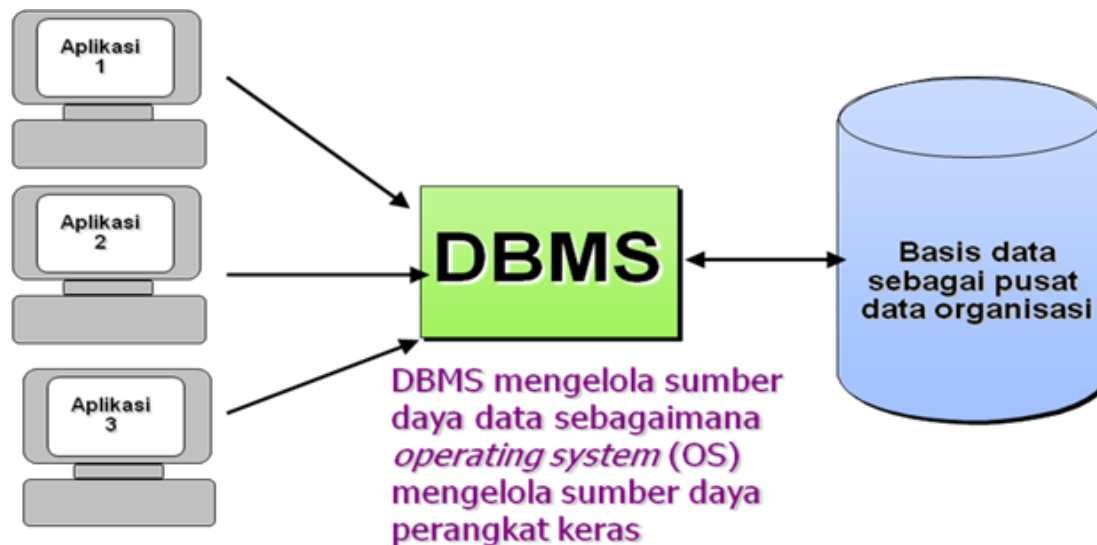 Aplikasi
1
Aplikasi
2
Aplikasi
3
DBMS
DBMS mengelola sumber
daya data sebagaimana
operating system (OS)
mengelola sumber daya
perangkat keras
Basis data
sebagai pusat
data organisasi